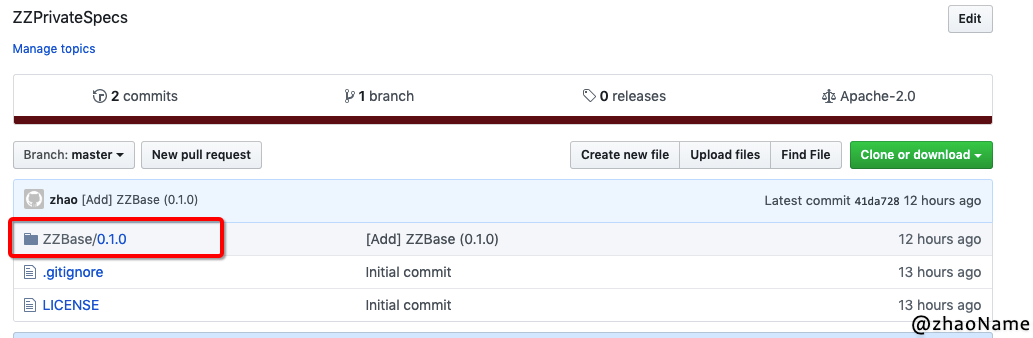 ZZPrivateSpecs
Edit
Manage topics
2 commits
1 branch
0 releases
Apache-2.0
Branch: master
New pull request
Create new file
Upload files
Find File
Clone or download
zhao [Add] ZZBase (0.1.0)
Latest commit 41da728 12 hours ago
ZZBase/0.1.0
[Add] ZZBase (0.1.0)
12 hours ago
.gitignore
Initial commit
13 hours ago
LICENSE
Initial commit
13 hours ago
@zhaoName